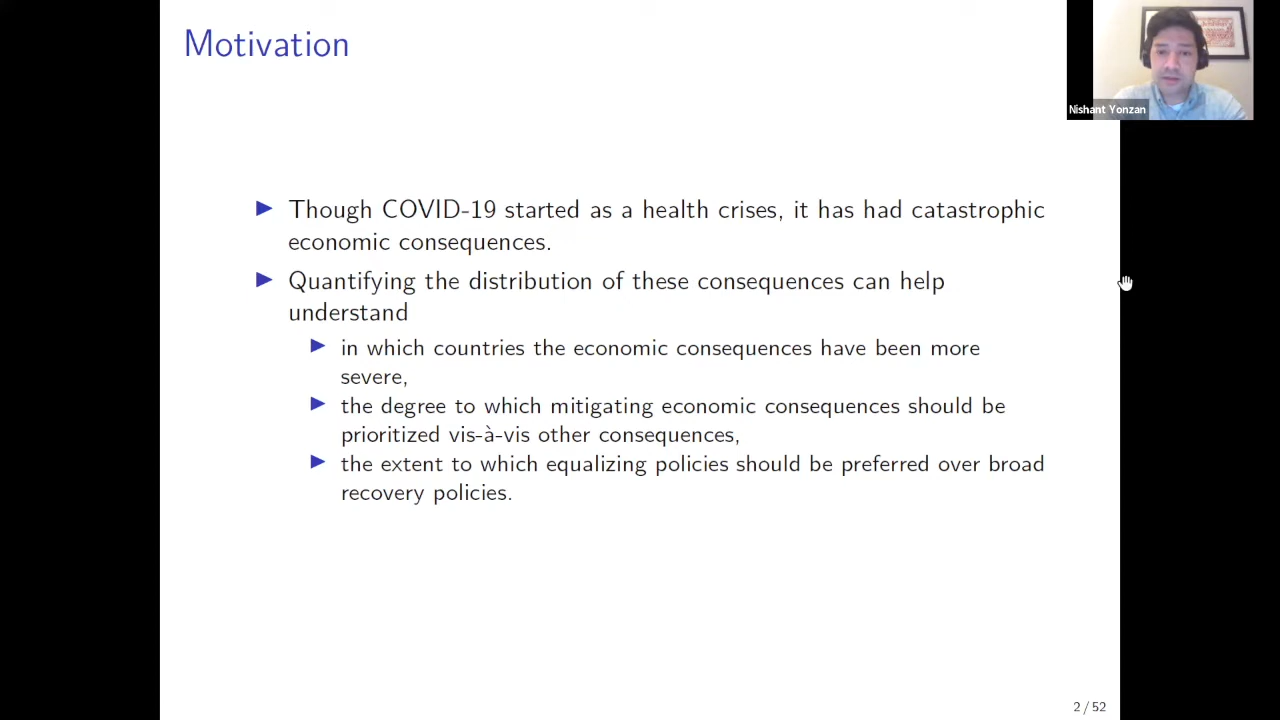 Motivation
Nishant Yonzan
Though COVID-19 started as a health crises, it has had catastrophic
economic consequences.
Quantifying the distribution of these consequences can help
understand
in which countries the economic consequences have been more
severe,
the degree to which mitigating economic consequences should be
prioritized vis-à-vis other consequences,
the extent to which equalizing policies should be preferred over broad
recovery policies.
2 / 52